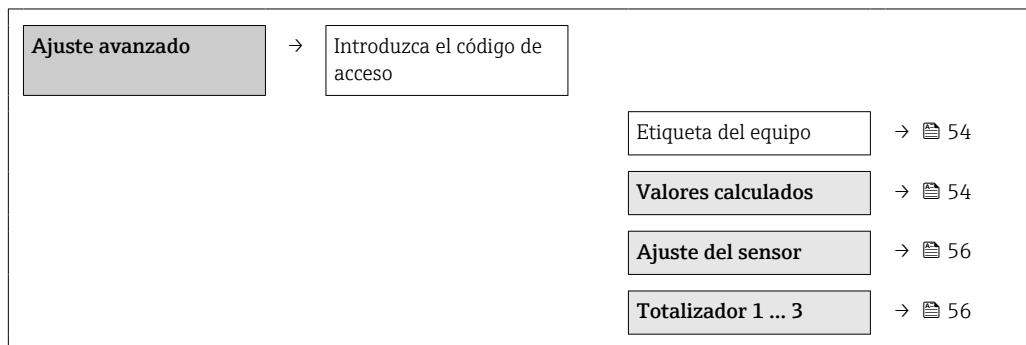 Ajuste avanzado → Introduzca el código de
acceso
Etiqueta del equipo → 54
Valores calculados → 54
Ajuste del sensor → 56
Totalizador 1 ... 3 → 56